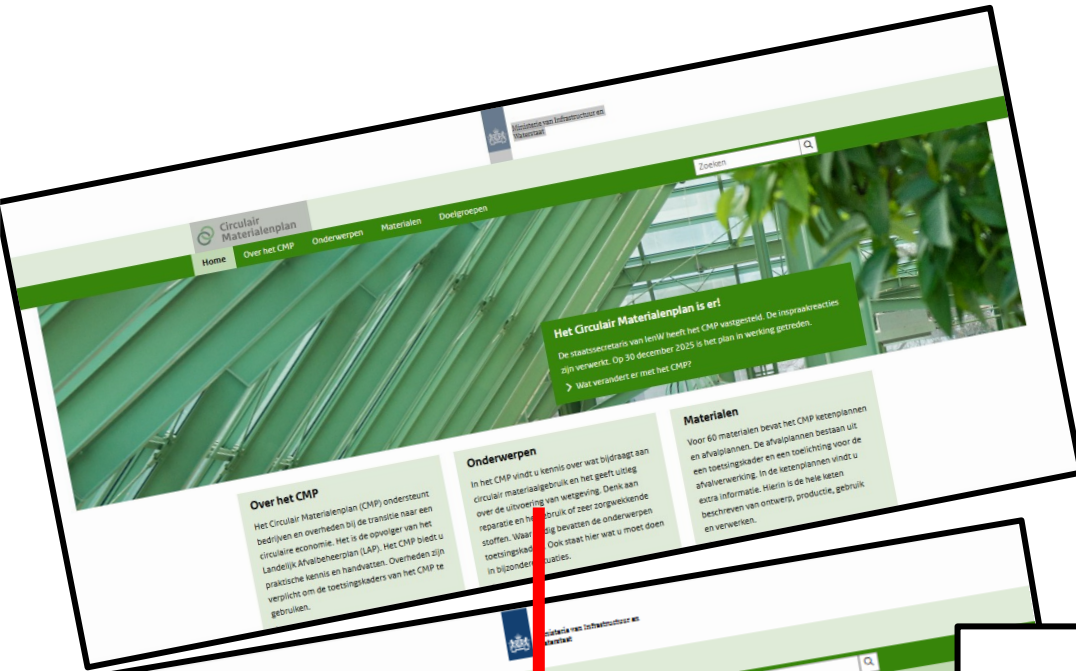 Ministerie van Infrastructuur en
Waterstaat
Zoeken
Circulair
Materialenplan
Home
Over het CMP
Onderwerpen
Materialen
Doelgroepen
Het Circulair Materialenplan is er!
De staatssecretaris van IenW heeft het CMP vastgesteld. De inspraakreacties
zijn verwerkt. Op 30 december 2025 is het plan in werking getreden.
Wat verandert er met het CMP?
Over het CMP
Het Circulair Materialenplan (CMP) ondersteunt
bedrijven en overheden bij de transitie naar een
circulaire economie. Het is de opvolger van het
Landelijk Afvalbeheerplan (LAP). Het CMP biedt u
praktische kennis en handvatten. Overheden zijn
verplicht om de toetsingskaders van het CMP te
gebruiken.
Onderwerpen
In het CMP vindt u kennis over wat bijdraagt aan
circulair materiaalgebruik en het geeft uitleg
over de uitvoering van wetgeving. Denk aan
reparatie en bruik of zeer zorgwekkende
stoffen. Waar dig bevatten de onderwerpen
toetsingskad Ook staat hier wat u moet doen
in bijzonder tuaties.
Materialen
Voor 60 materialen bevat het CMP ketenplannen
en afvalplannen. De afvalplannen bestaan uit
een toetsingskader en een toelichting voor de
afvalverwerking. In de ketenplannen vindt u
extra informatie. Hierin is de hele keten
beschreven van ontwerp, productie, gebruik
en verwerken.
nisterie van Infrastructuur en
aterstaat